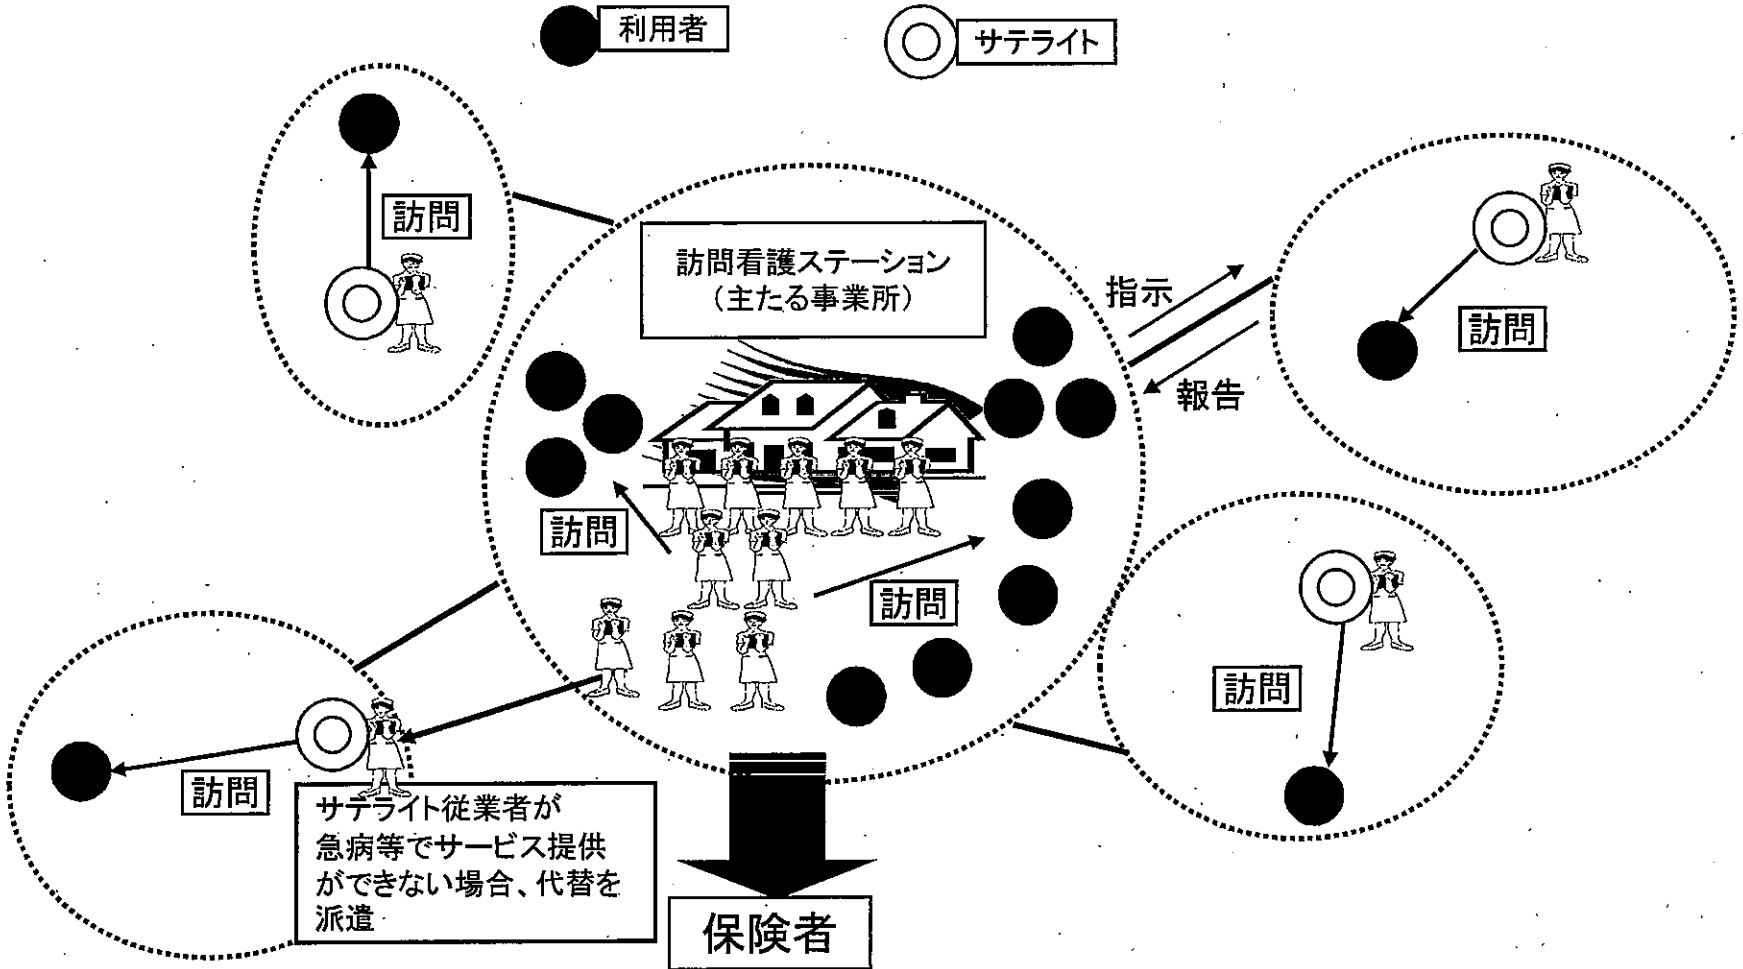 利用者
サテライト
訪問
訪問看護ステーション
(主たる事業所)
指示
報告
訪問
訪問
訪問
訪問
訪問
サテライト従業者が
急病等でサービス提供
ができない場合、代替を
派遣
保険者